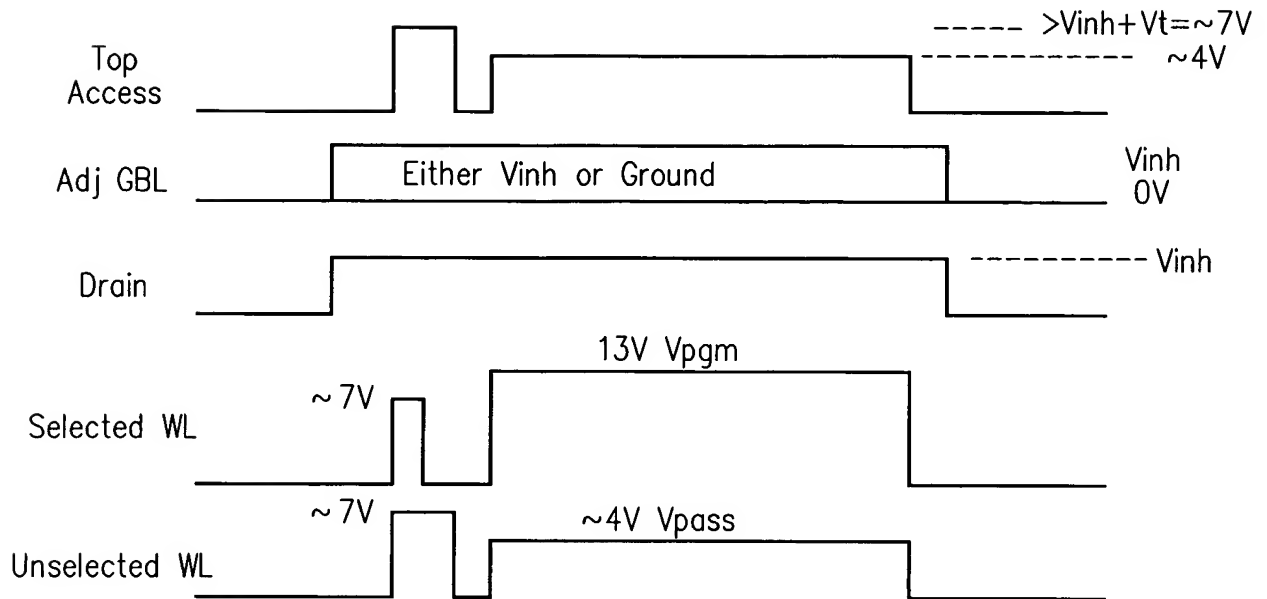 >Vinh+Vt=~7V
Top
Access
~4V
Adj GBL
Either Vinh or Ground
Vinh
0V
Drain
Vinh
13V Vpgm
~7V
Selected WL
~7V
~4V Vpass
Unselected WL